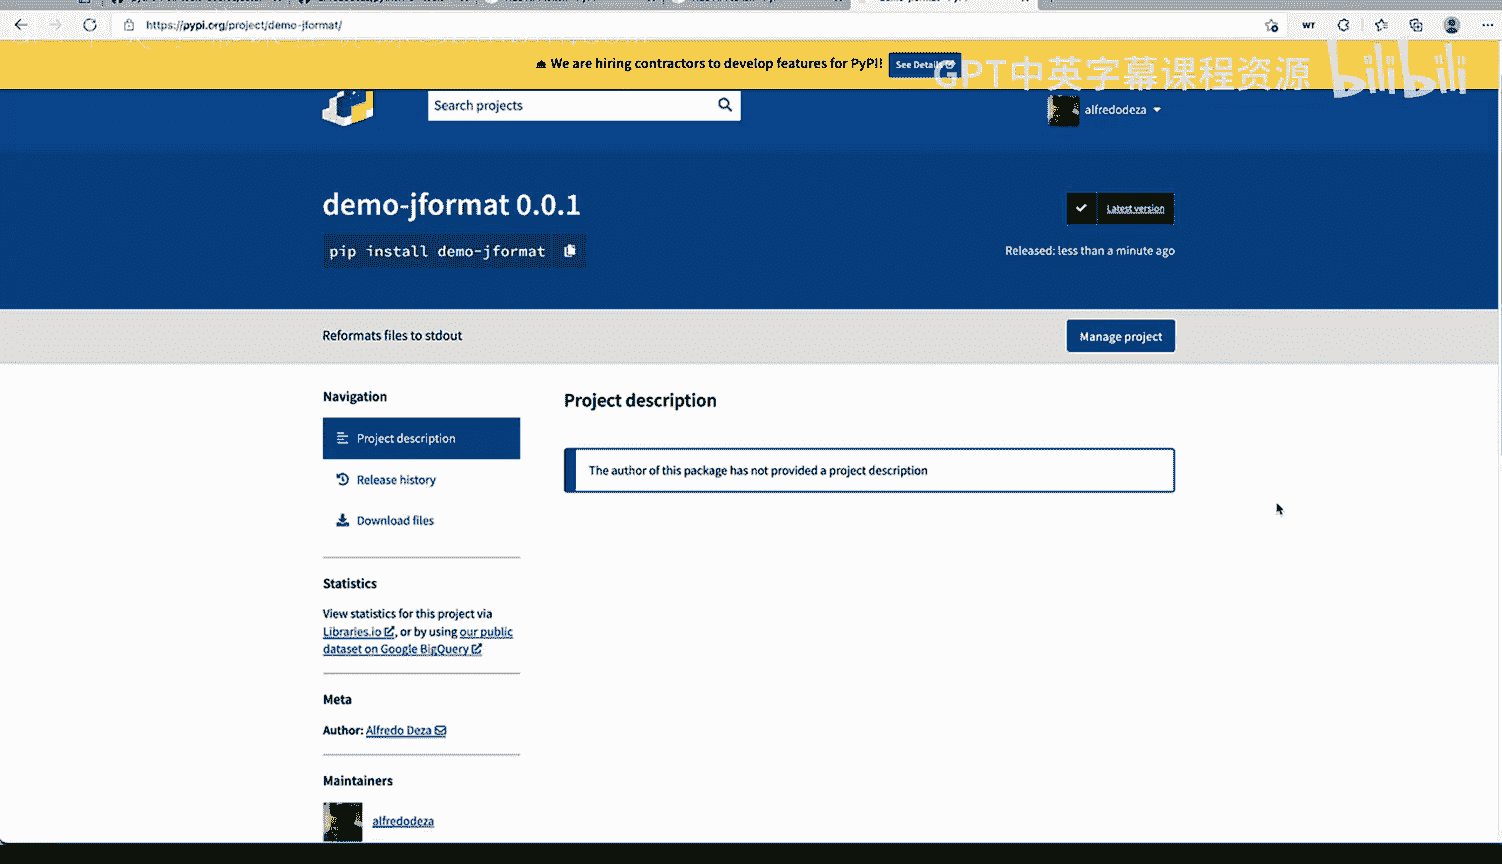 https://pypi.org/project/demo-jformat/
wr
We are hiring contractors to develop features for PyPI!
See Details
GPT中英字幕课程资源
bilibili
Search projects
alfredodeza
demo-jformat 0.0.1
Latest version
pip install demo-jformat
Released: less than a minute ago
Reformats files to stdout
Manage project
Navigation
Project description
Project description
The author of this package has not provided a project description
Release history
Download files
Statistics
View statistics for this project via
Libraries.io, or by using our public
dataset on Google BigQuery
Meta
Author: Alfredo Deza
Maintainers
alfredodeza